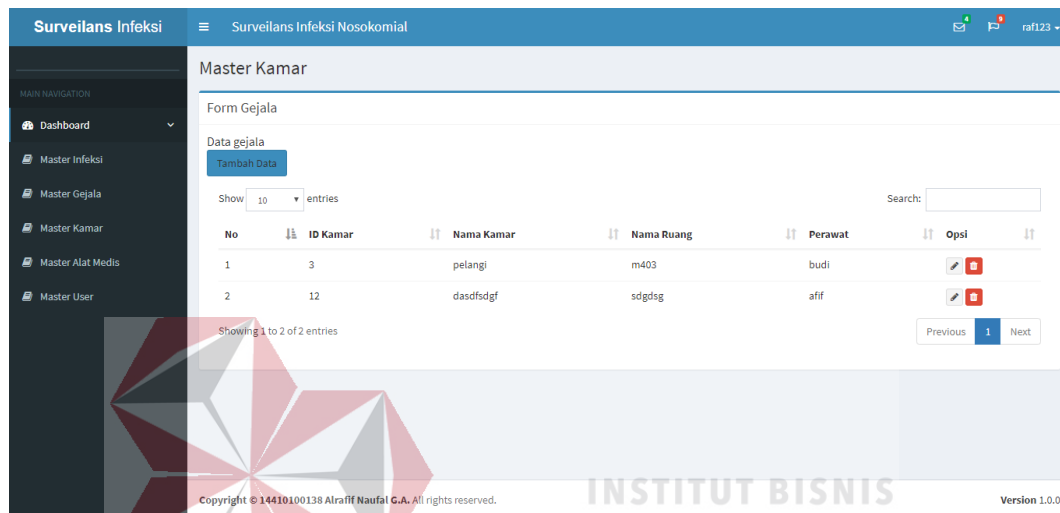 Surveilans Infeksi
Surveilans Infeksi Nosokomial
4
9
raf123
MAIN NAVIGATION
Dashboard
Master Infeksi
Master Gejala
Master Kamar
Master Alat Medis
Master User
Master Kamar
Form Gejala
Data gejala
Tambah Data
Show 10 entries
Search:
No ID Kamar Nama Kamar Nama Ruang Perawat Opsi
1 3 pelangi m403 budi
2 12 dasdfsdgf sdgdsg afif
Showing 1 to 2 of 2 entries
Previous 1 Next
INSTITUT BISNIS
Copyright © 14410100138 Alrafif Naufal G.A. All rights reserved.
Version 1.0.0